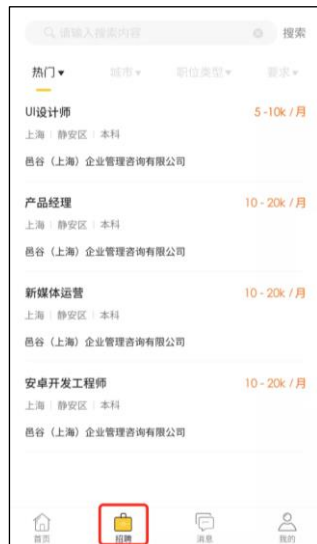 请输入搜索内容 搜索
热门 城市 职位类型 要求
UI设计师 5-10k/月
上海 静安区 本科
邑谷（上海）企业管理咨询有限公司
产品经理 10-20k/月
上海 静安区 本科
邑谷（上海）企业管理咨询有限公司
新媒体运营 10-20k/月
上海 静安区 本科
邑谷（上海）企业管理咨询有限公司
安卓开发工程师 10-20k/月
上海 静安区 本科
邑谷（上海）企业管理咨询有限公司
首页 招聘 消息 我的